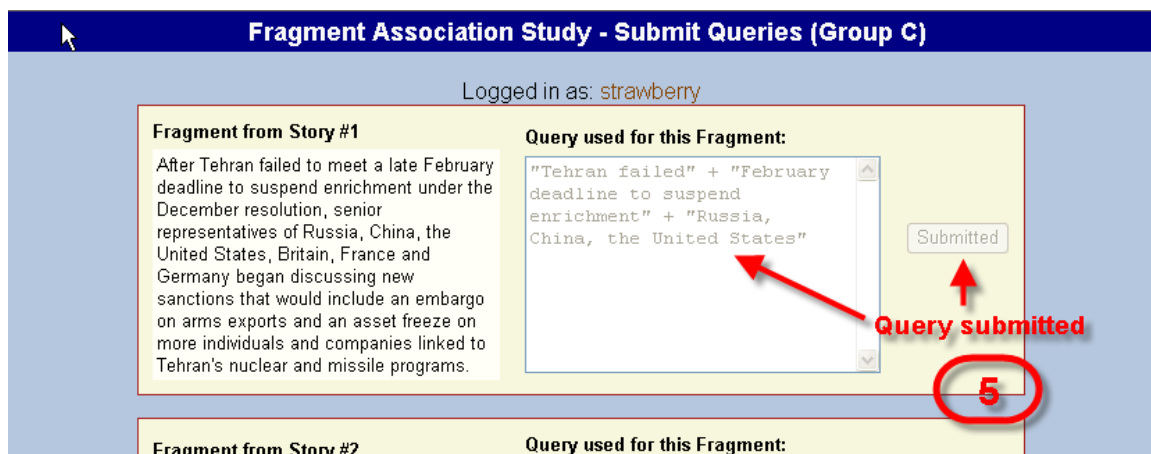 Fragment Association Study - Submit Queries (Group C)
Logged in as: strawberry
Fragment from Story #1
After Tehran failed to meet a late February
deadline to suspend enrichment under the
December resolution, senior
representatives of Russia, China, the
United States, Britain, France and
Germany began discussing new
sanctions that would include an embargo
on arms exports and an asset freeze on
more individuals and companies linked to
Tehran's nuclear and missile programs.
Query used for this Fragment:
"Tehran failed" + "February
deadline to suspend
enrichment" + "Russia,
China, the United States"
Submitted
Query submitted
5
Fragment from Story #2
Query used for this Fragment: